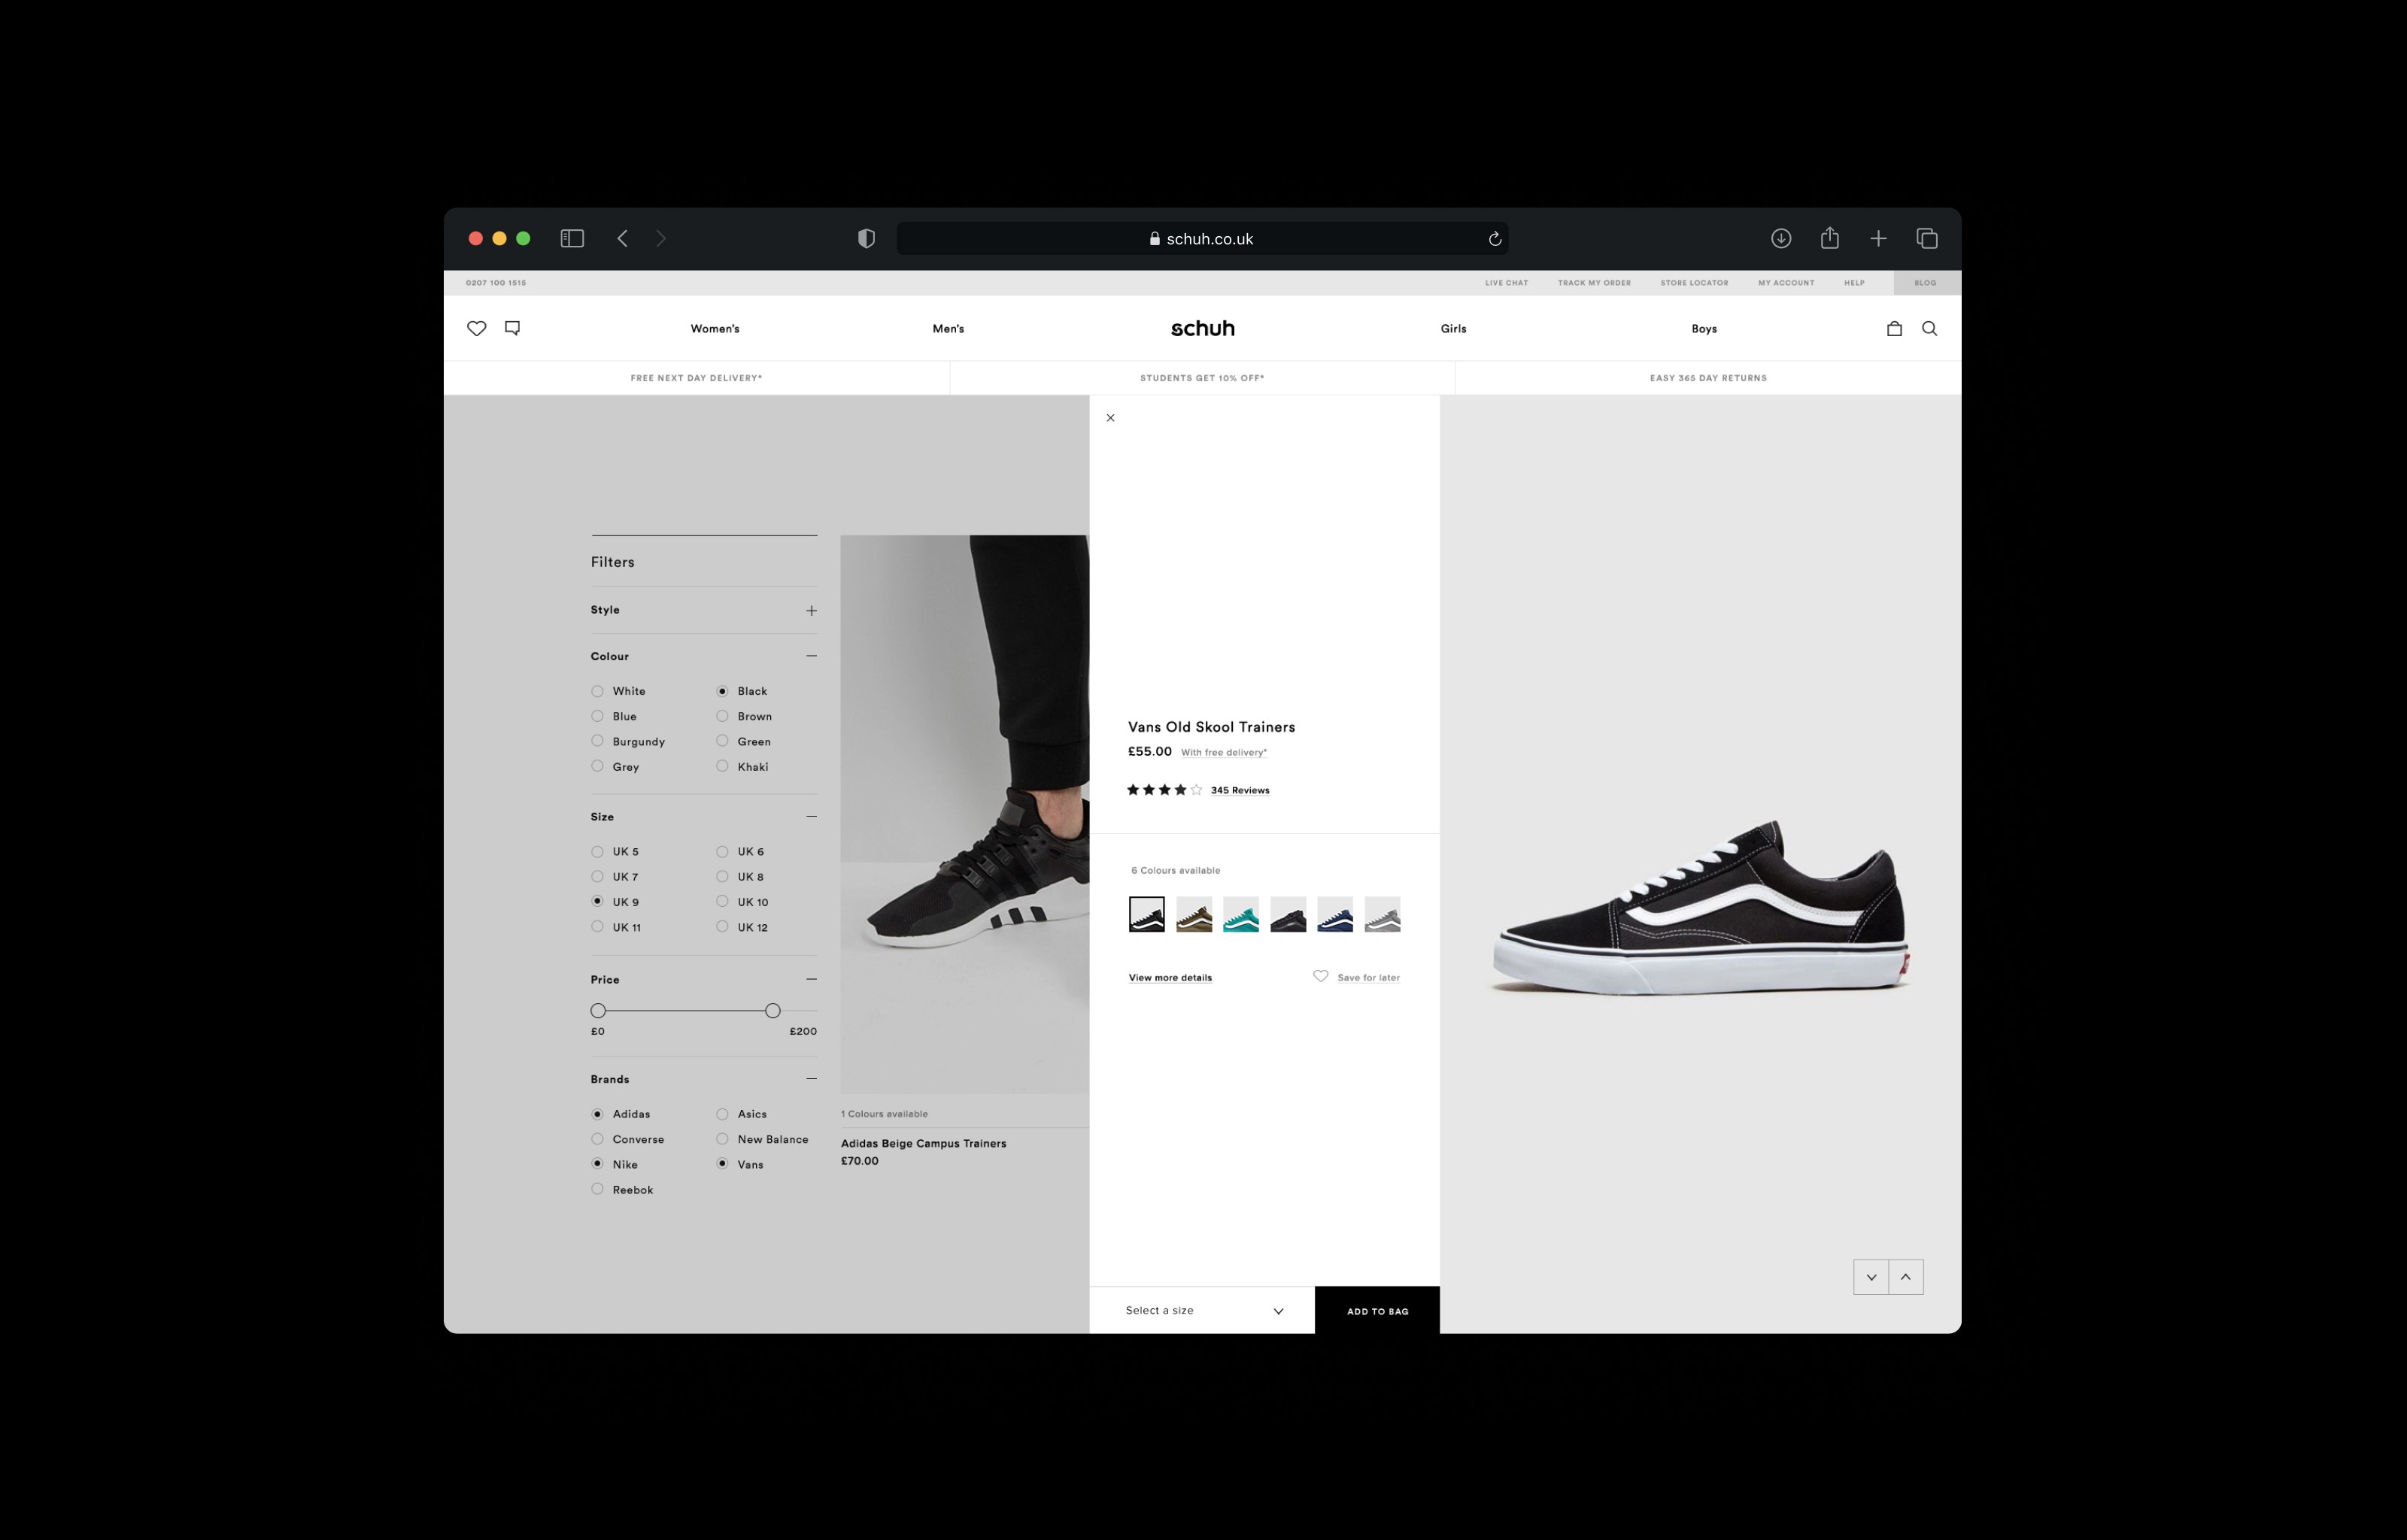 schuh.co.uk
0207 100 1515
LIVE CHAT
TRACK MY ORDER
STORE LOCATOR
MY ACCOUNT
HELP
BLOG
Women's
Men's
schuh
Girls
Boys
FREE NEXT DAY DELIVERY*
STUDENTS GET 10% OFF*
EASY 365 DAY RETURNS
Filters
Style
Colour
White
Black
Blue
Brown
Burgundy
Green
Grey
Khaki
Size
UK 5
UK 6
UK 7
UK 8
UK 9
UK 10
UK 11
UK 12
Price
£0
£200
Brands
Adidas
Asics
Converse
New Balance
Nike
Vans
Reebok
1 Colours available
Adidas Beige Campus Trainers
£70.00
Vans Old Skool Trainers
£55.00 With free delivery*
345 Reviews
6 Colours available
View more details
Save for later
Select a size
ADD TO BAG